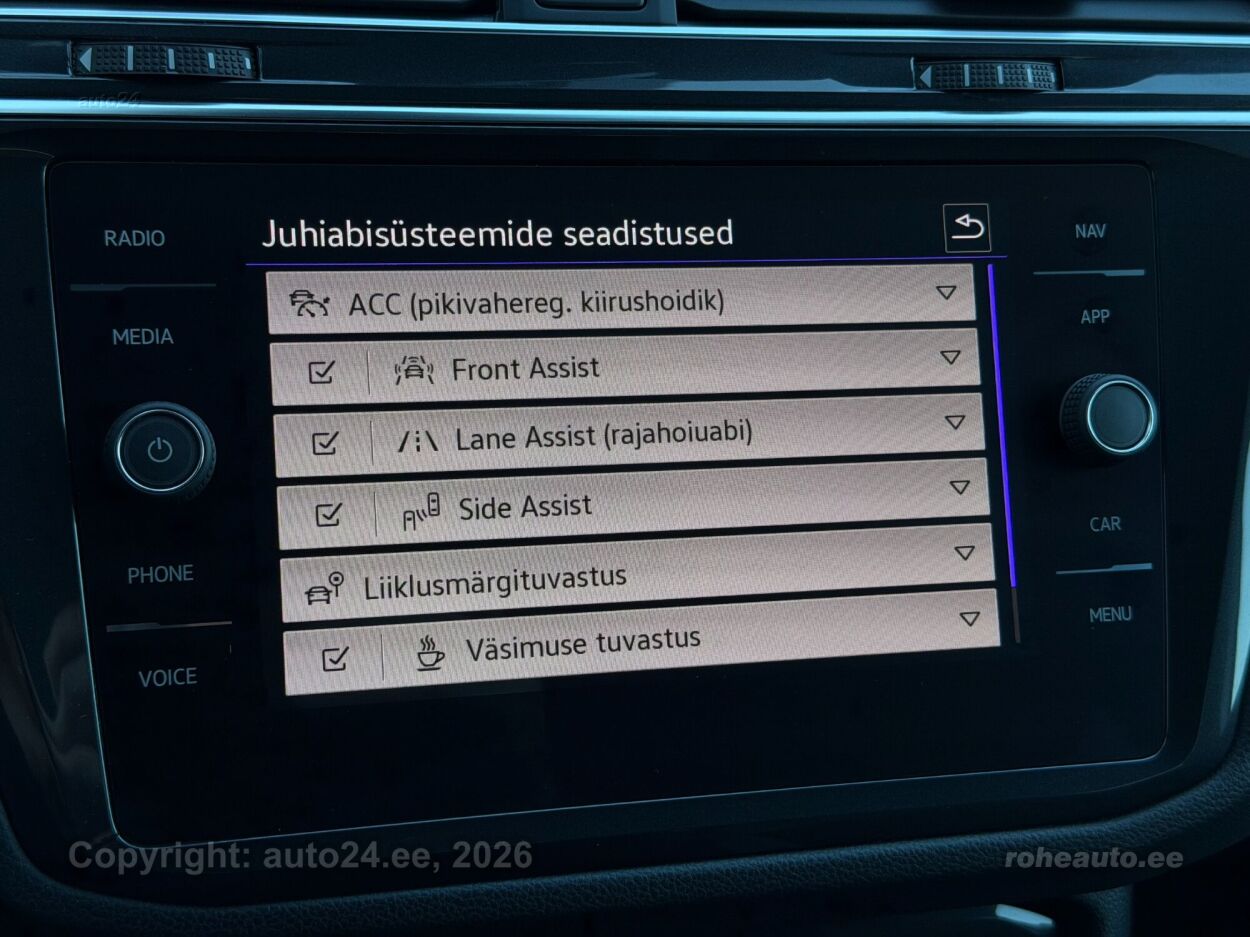 auto24
RADIO
MEDIA
PHONE
VOICE
Juhiabisüsteemide seadistused
ACC (pikivahereg. kiirushoidik)
Front Assist
Lane Assist (rajahoiuabi)
Side Assist
Liiklusmärgituvastus
Väsimuse tuvastus
NAV
APP
CAR
MENU
Copyright: auto24.ee, 2026
roheauto.ee